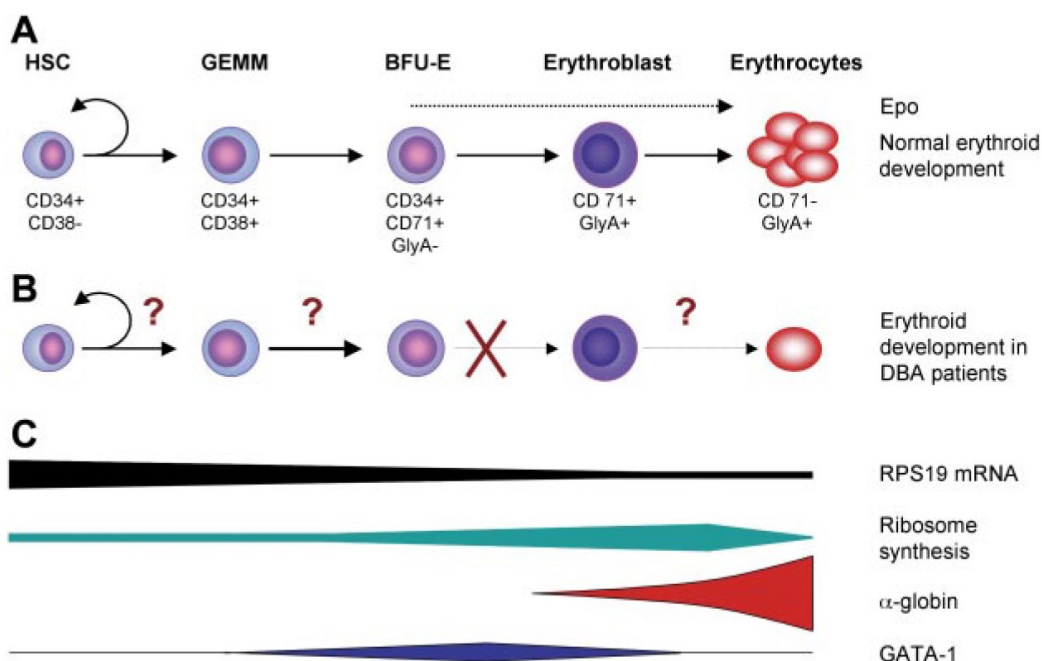 A
HSC
GEMM
BFU-E
Erythroblast
Erythrocytes
Epo
Normal erythroid
development
CD34+
CD38-
CD34+
CD38+
CD34+
CD71+
GlyA-
CD 71+
GlyA+
CD 71-
GlyA+
B
?
?
?
Erythroid
development in
DBA patients
C
RPS19 mRNA
Ribosome
synthesis
α-globin
GATA-1